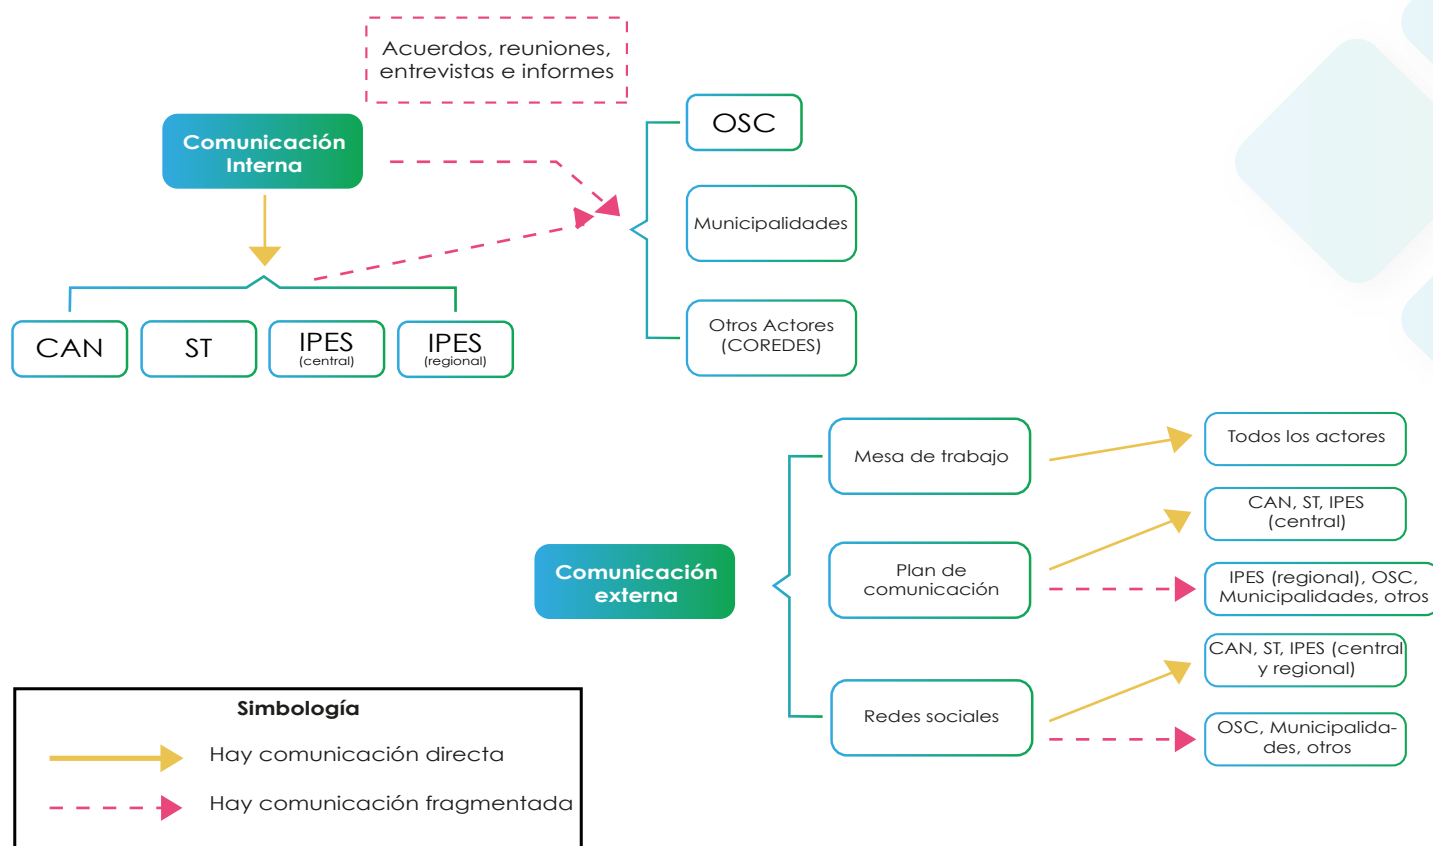 Acuerdos, reuniones,
entrevistas e informes
Comunicación
Interna
OSC
Municipalidades
Otros Actores
(COREDES)
CAN
ST
IPES
(central)
IPES
(regional)
Comunicación
externa
Mesa de trabajo
Plan de
comunicación
Redes sociales
Todos los actores
CAN, ST, IPES
(central)
IPES (regional), OSC,
Municipalidades, otros
CAN, ST, IPES (central
y regional)
OSC, Municipalida-
des, otros
Simbología
Hay comunicación directa
Hay comunicación fragmentada